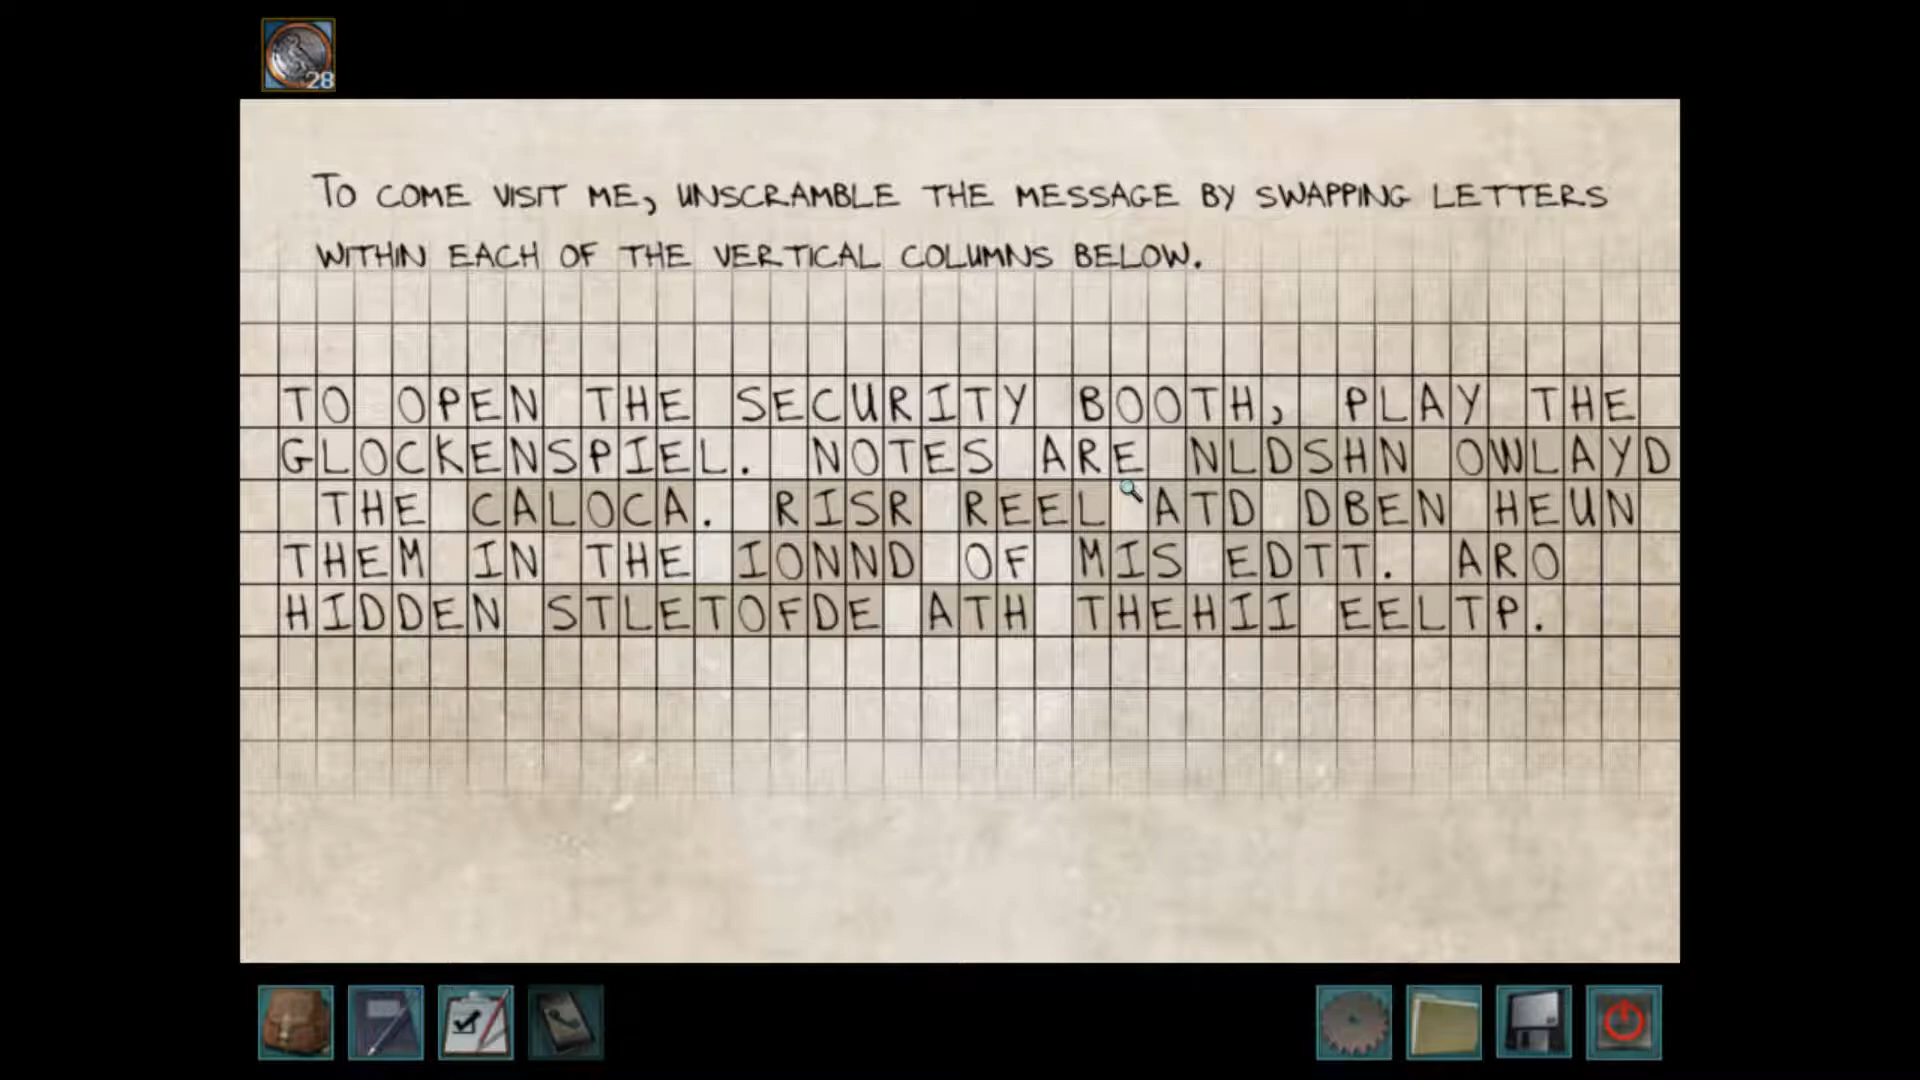 28
TO COME VISIT ME, UNSCRAMBLE THE MESSAGE BY SWAPPING LETTERS
WITHIN EACH OF THE VERTICAL COLUMNS BELOW.
TO OPEN THE SECURITY BOOTH, PLAY THE
GLOCKENSPIEL. NOTES ARE NLDSHN OWLAYD
THE CALOCA. RISR REEL ATD DBEN HEUN
THEM IN THE IONND OF MIS EDTT. ARO
HIDDEN STLETOFDE ATH THEHII EELTP.